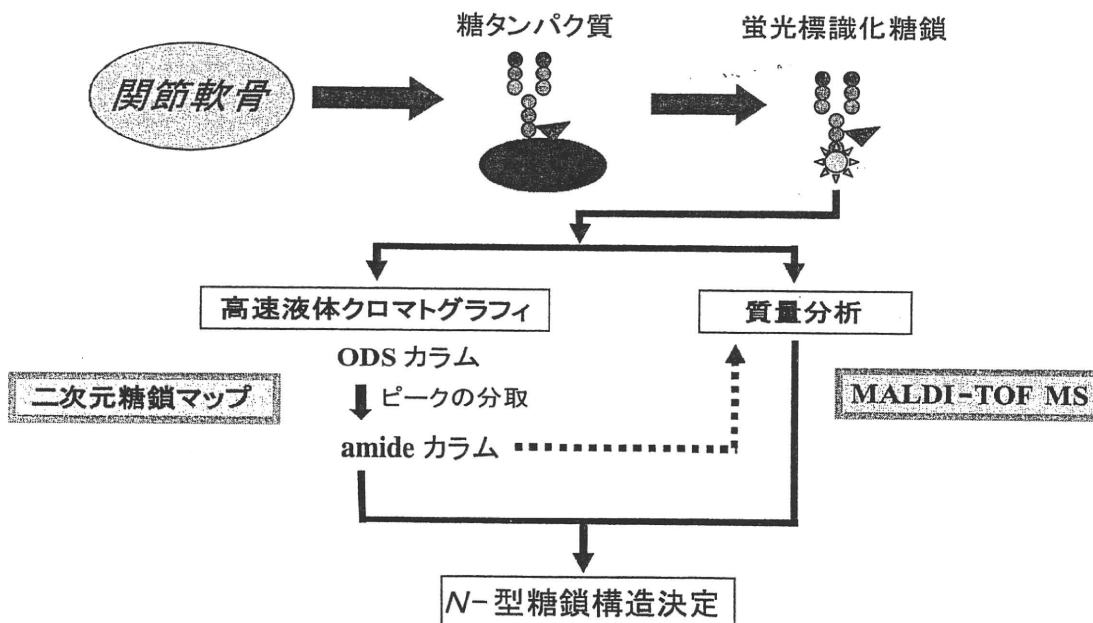 糖タンパク質
蛍光標識化糖鎖
関節軟骨
高速液体クロマトグラフィ
質量分析
ODS カラム
二次元糖鎖マップ
ピークの分取
MALDI-TOF MS
amide カラム
N-型糖鎖構造決定